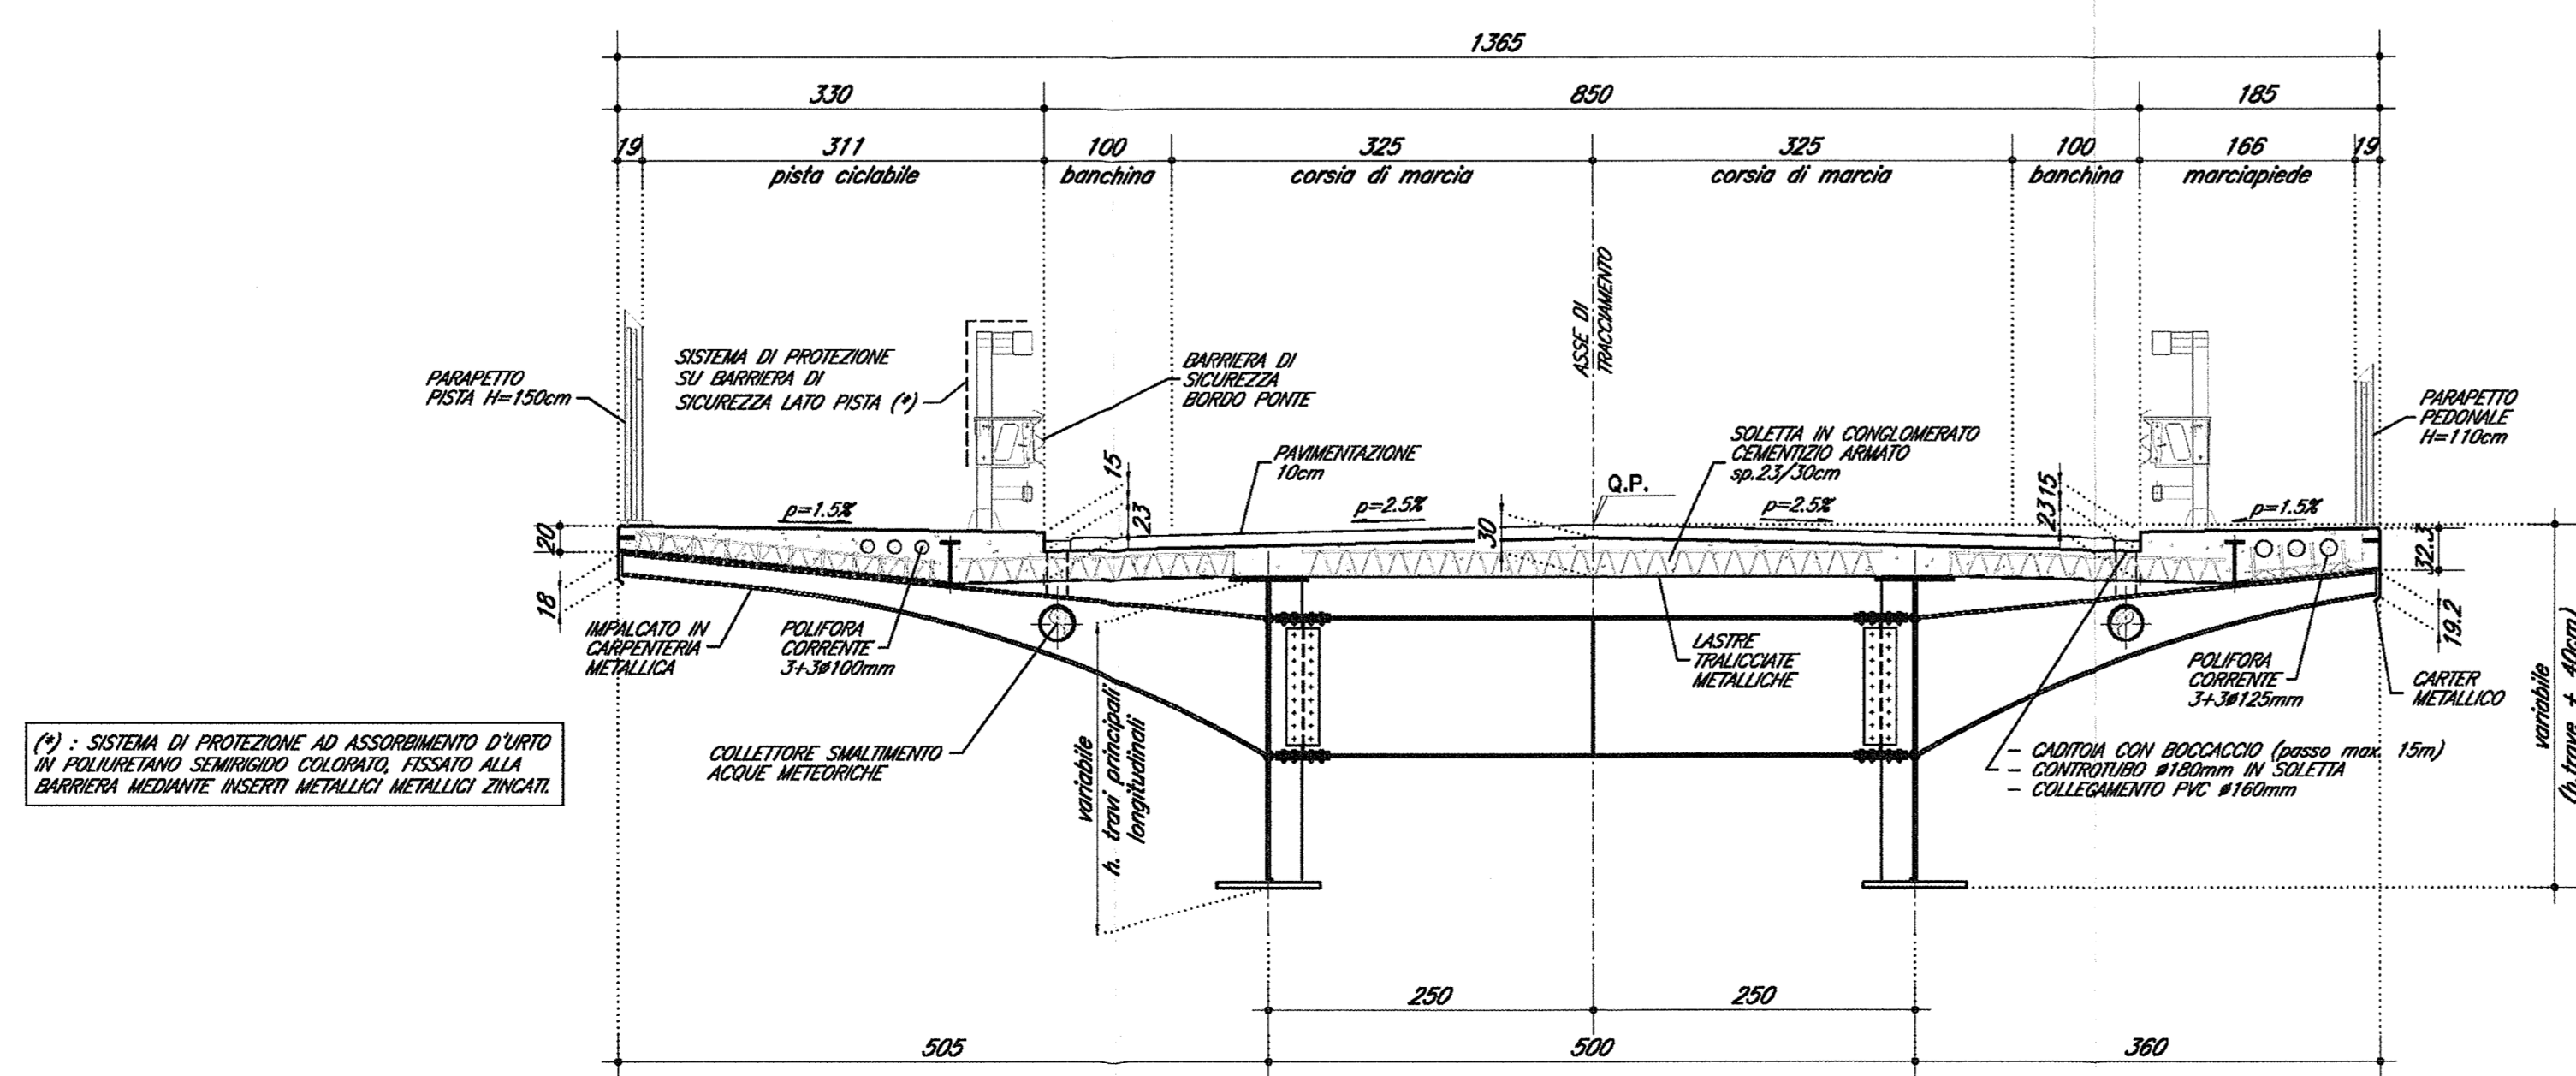 1365
330 850 185
19 311 100 325 325 100 166 19
pista ciclabile banchina corsia di marcia corsia di marcia banchina marciapiede
ASSE DI
TRACCIAMENTO
PARAPETTO
PISTA H=150cm
SISTEMA DI PROTEZIONE
SU BARRIERA DI
SICUREZZA LATO PISTA (*)
BARRIERA DI
SICUREZZA
BORDO PONTE
PAVIMENTAZIONE
10cm
SOLETTA IN CONGLOMERATO
CEMENTIZIO ARMATO
sp.23/30cm
PARAPETTO
PEDONALE
H=110cm
Q.P.
p=1.5%
p=2.5%
p=2.5%
p=1.5%
15
23
30
23 15
20
18
32.3
19.2
IMPALCATO IN
CARPENTERIA
METALLICA
POLIFORA
CORRENTE
3+3ø100mm
LASTRE
TRALICCIATE
METALLICHE
POLIFORA
CORRENTE
3+3ø125mm
CARTER
METALLICO
variabile
(h.trave + 40cm)
(*) : SISTEMA DI PROTEZIONE AD ASSORBIMENTO D'URTO
IN POLIURETANO SEMIRIGIDO COLORATO, FISSATO ALLA
BARRIERA MEDIANTE INSERTI METALLICI METALLICI ZINCATI.
COLLETTORE SMALTIMENTO
ACQUE METEORICHE
variabile
h. travi principali
longitudinali
– CADITOIA CON BOCCACCIO (passo max. 15m)
– CONTROTUBO ø180mm IN SOLETTA
– COLLEGAMENTO PVC ø160mm
250 250
505 500 360